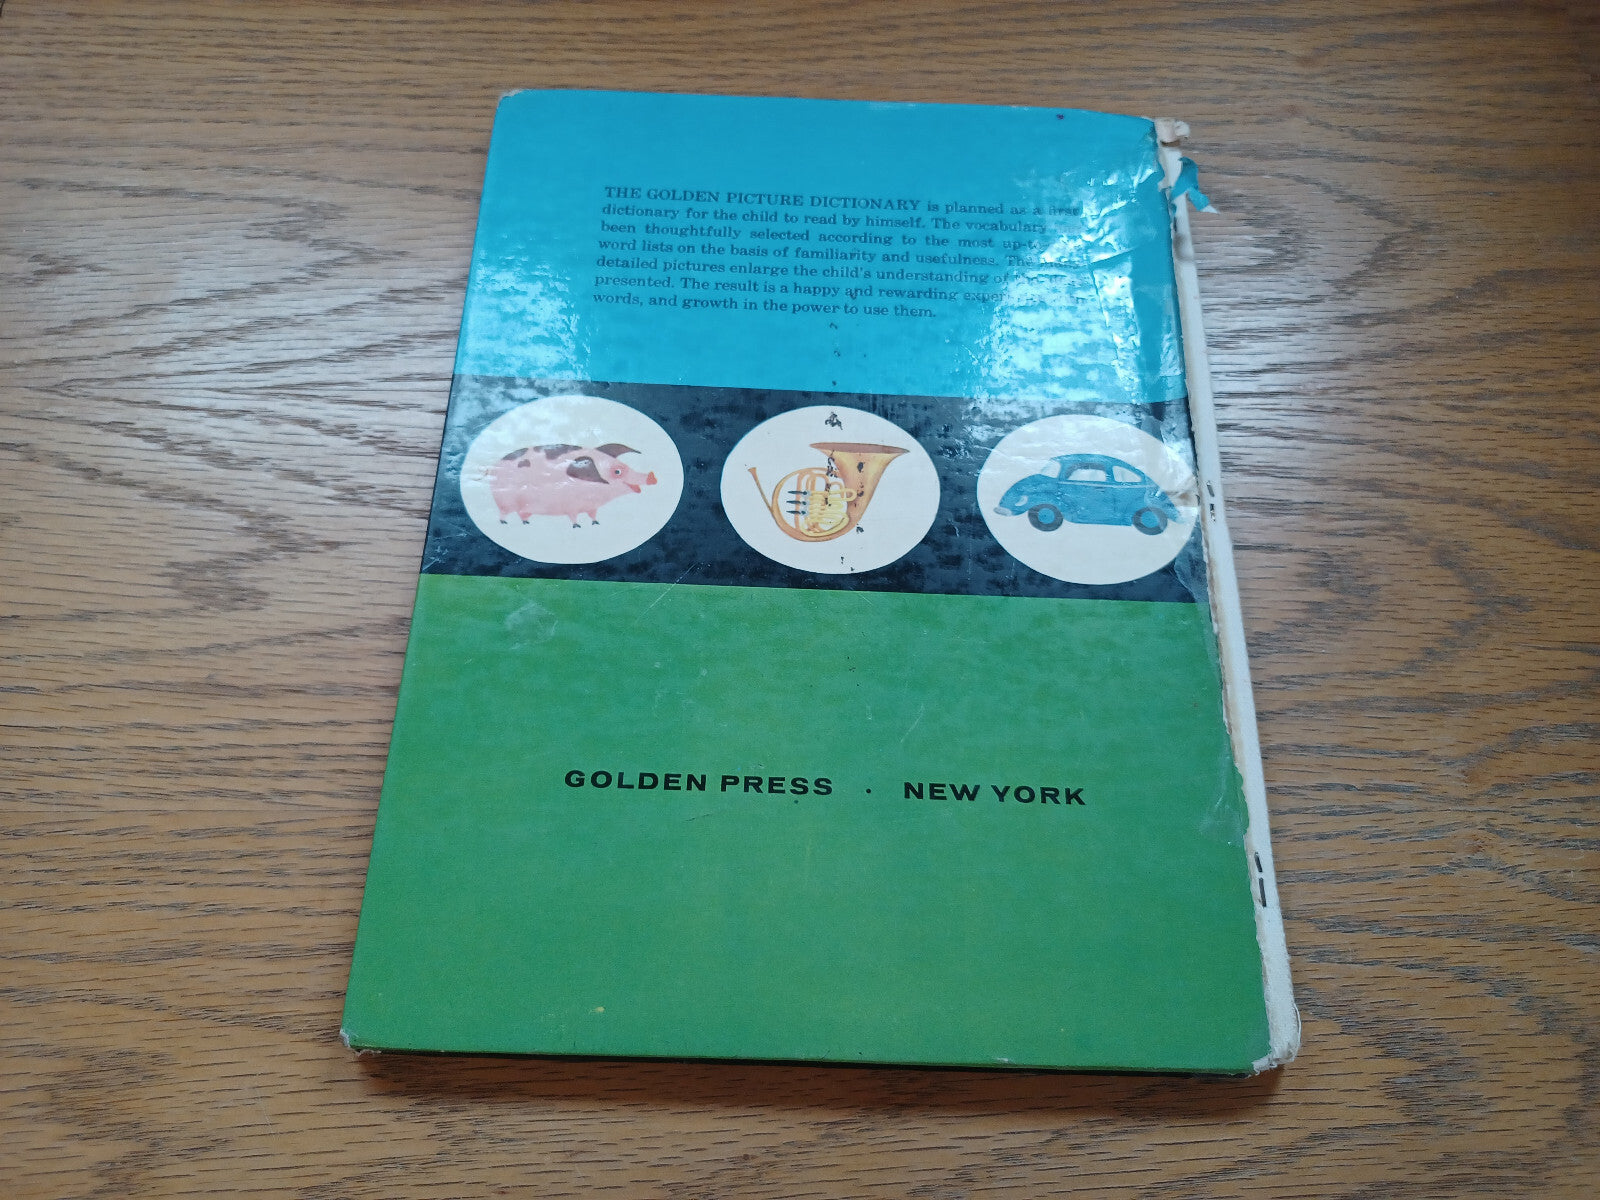 THE GOLDEN PICTURE DICTIONARY is planned as a first
dictionary for the child to read by himself. The vocabulary
been thoughtfully selected according to the most
word lists on the basis of familiarity and usefulness. The
detailed pictures enlarge the child's understanding of
presented. The result is a happy and rewarding
words, and growth in the power to use them.
GOLDEN PRESS . NEW YORK